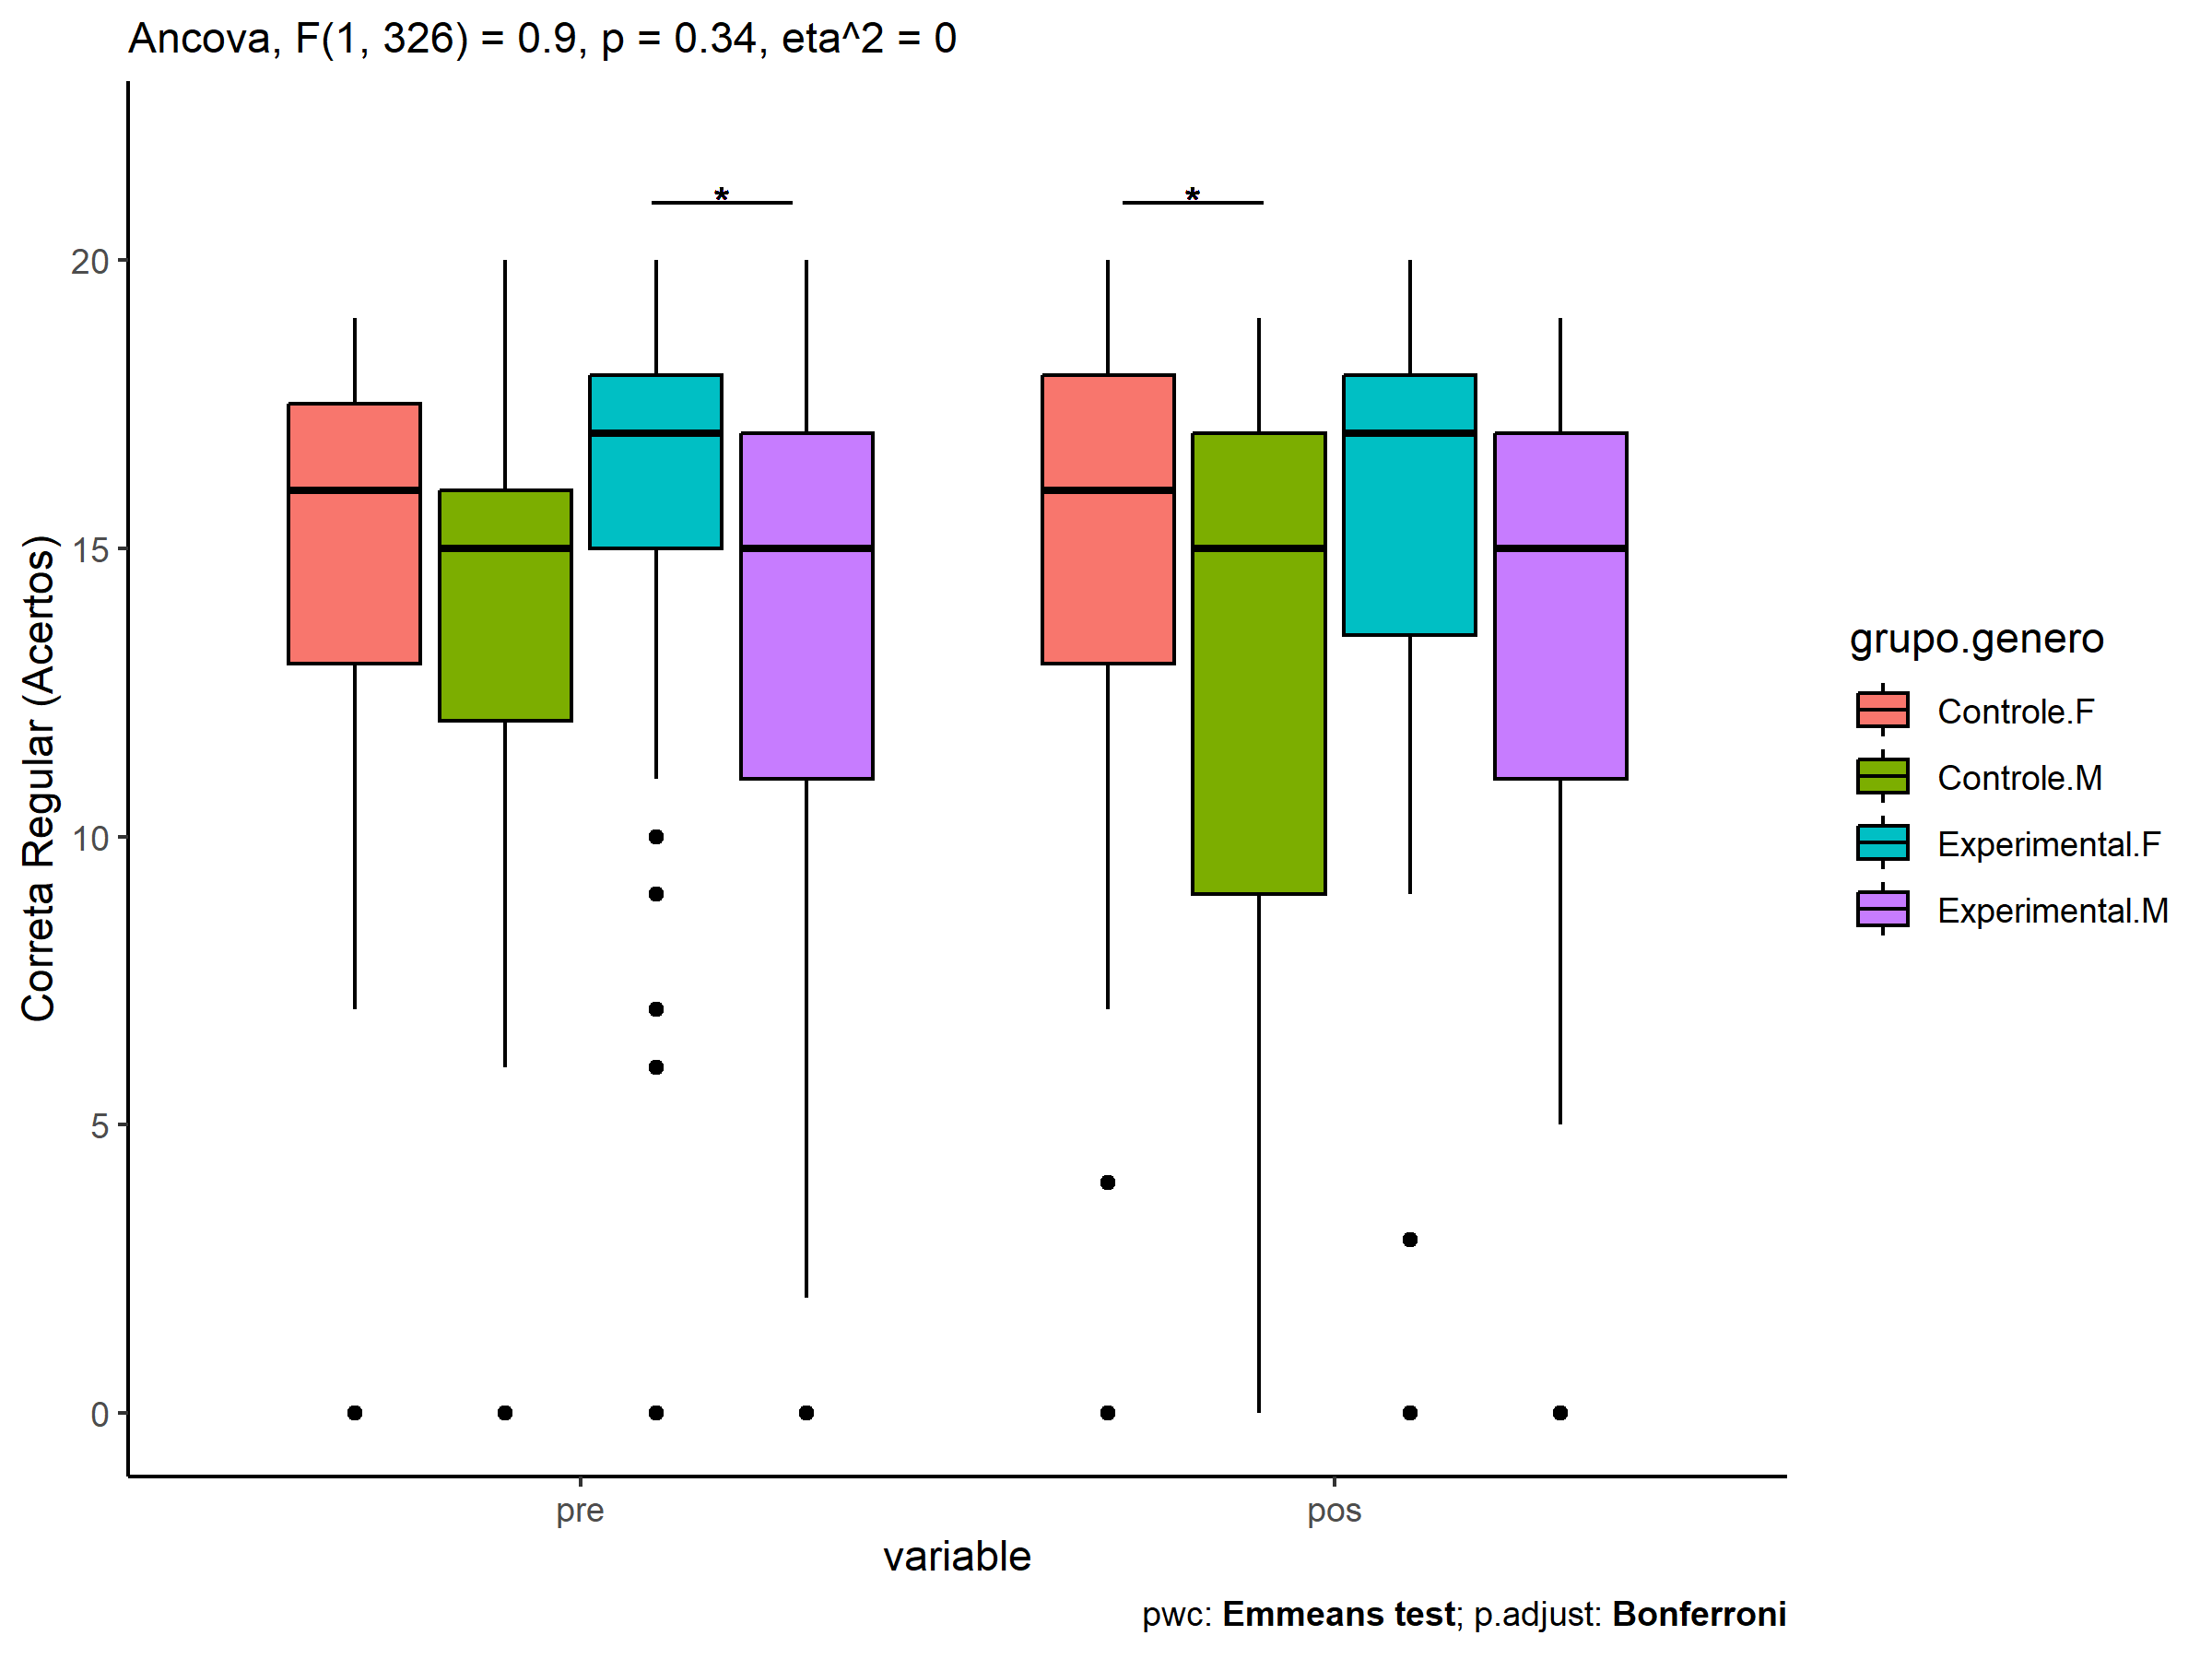 Ancova, F(1, 326) = 0.9, p = 0.34, eta^2 = 0
* *
20
15
10
5
0
Correta Regular (Acertos)
pre pos
variable
pwc: Emmeans test; p.adjust: Bonferroni
grupo.genero
Controle.F
Controle.M
Experimental.F
Experimental.M